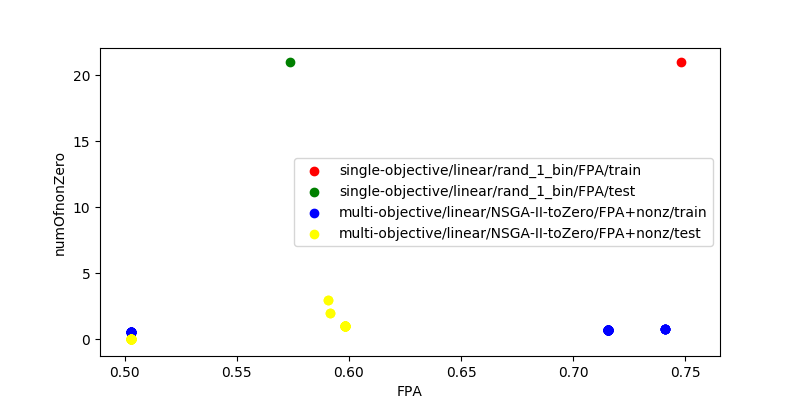 20
15
10
5
0
numOfnonZero
single-objective/linear/rand_1_bin/FPA/train
single-objective/linear/rand_1_bin/FPA/test
multi-objective/linear/NSGA-II-toZero/FPA+nonz/train
multi-objective/linear/NSGA-II-toZero/FPA+nonz/test
0.50 0.55 0.60 0.65 0.70 0.75
FPA